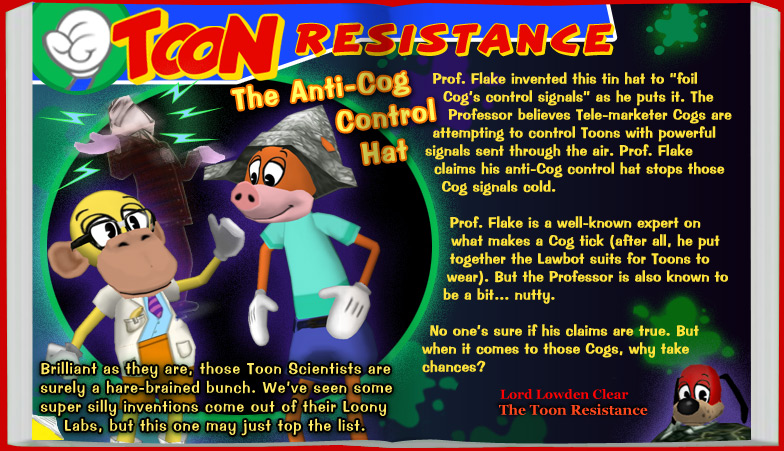 TOON RESISTANCE
The Anti-Cog
Control
Hat
Prof. Flake invented this tin hat to "foil
Cog's control signals" as he puts it. The
Professor believes Tele-marketer Cogs are
attempting to control Toons with powerful
signals sent through the air. Prof. Flake
claims his anti-Cog control hat stops those
Cog signals cold.
Prof. Flake is a well-known expert on
what makes a Cog tick (after all, he put
together the Lawbot suits for Toons to
wear). But the Professor is also known to
be a bit... nutty.
No one's sure if his claims are true. But
when it comes to those Cogs, why take
chances?
Lord Lowden Clear
The Toon Resistance
Brilliant as they are, those Toon Scientists are
surely a hare-brained bunch. We've seen some
super silly inventions come out of their Loony
Labs, but this one may just top the list.